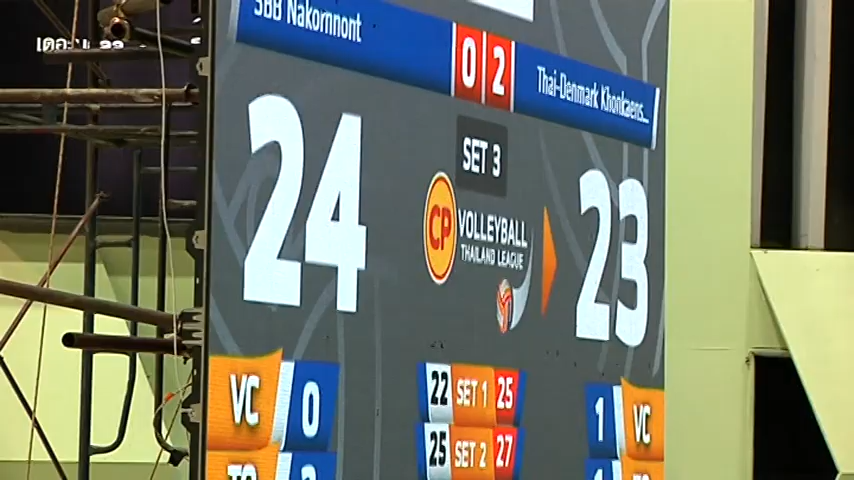 3BB Nakornnont
0 2
Thai-Denmark Khonkaens...
24
SET 3
23
CP
VOLLEYBALL
THAILAND LEAGUE
VC 0
22 SET 1 25
1 VC
25 SET 2 27